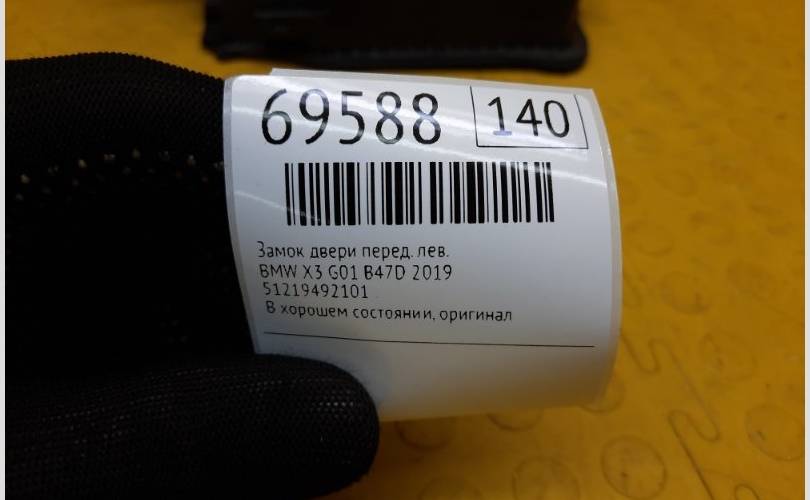 69588 140
Замок двери перед. лев.
BMW X3 G01 B47D 2019
51219492101
В хорошем состоянии, оригинал